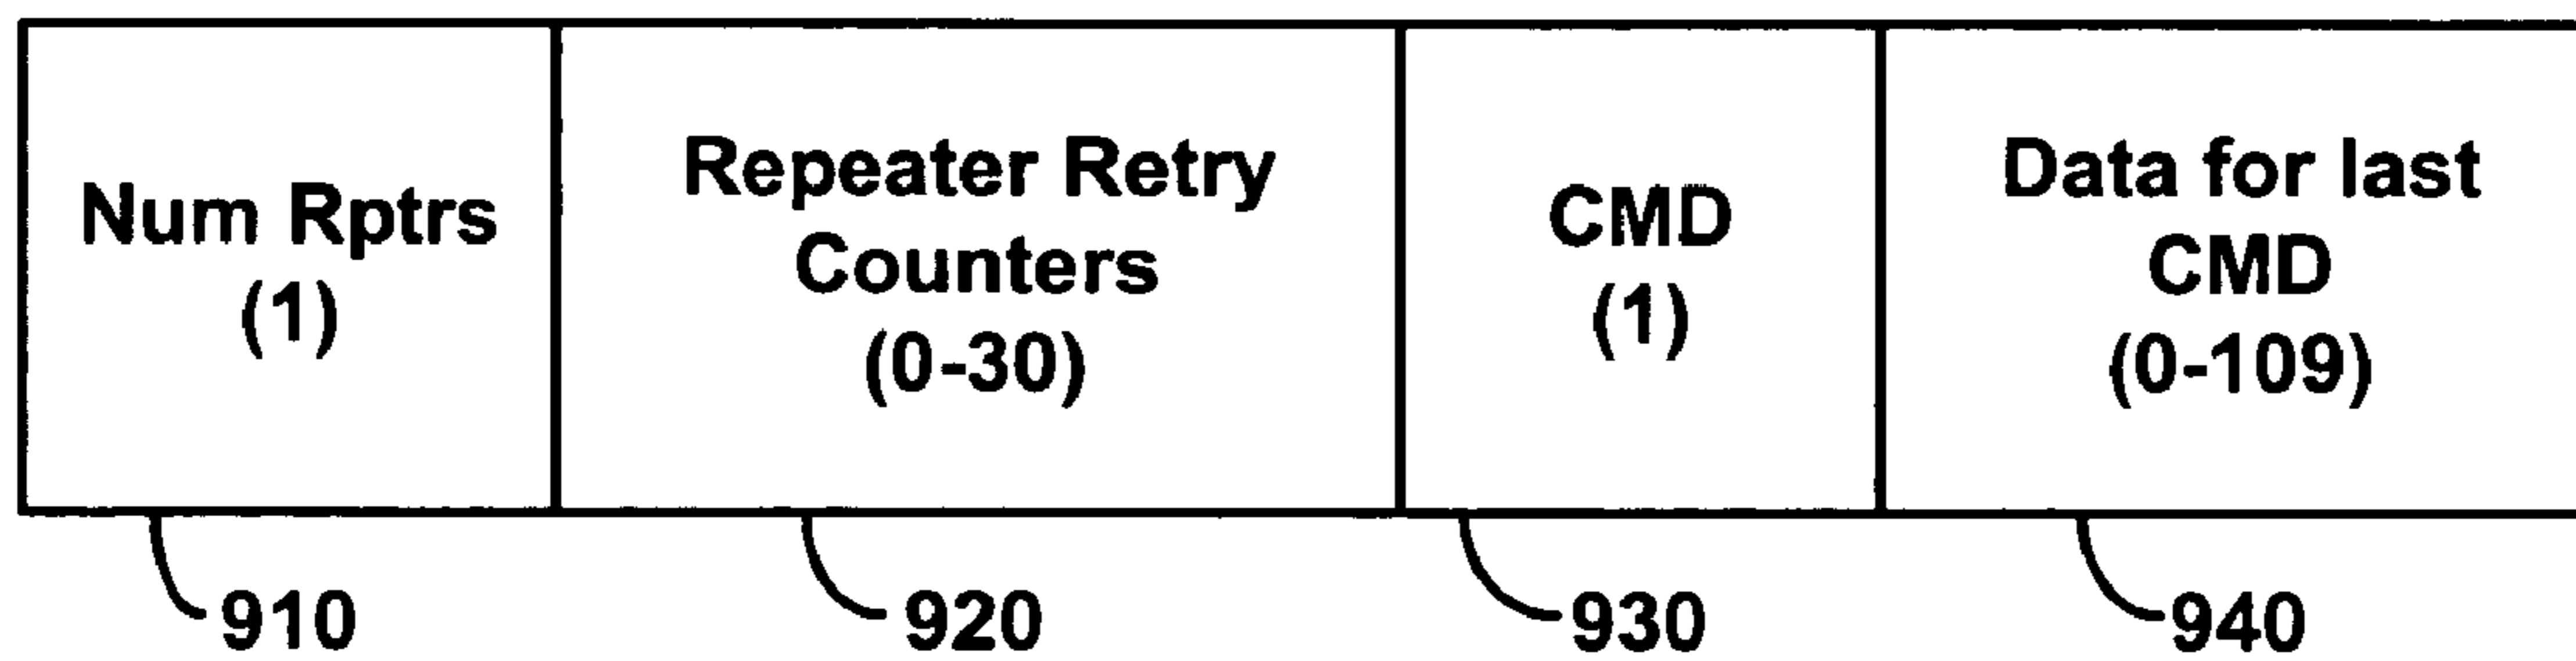 Num Rptrs
(1)
Repeater Retry
Counters
(0-30)
CMD
(1)
Data for last
CMD
(0-109)
910
920
930
940